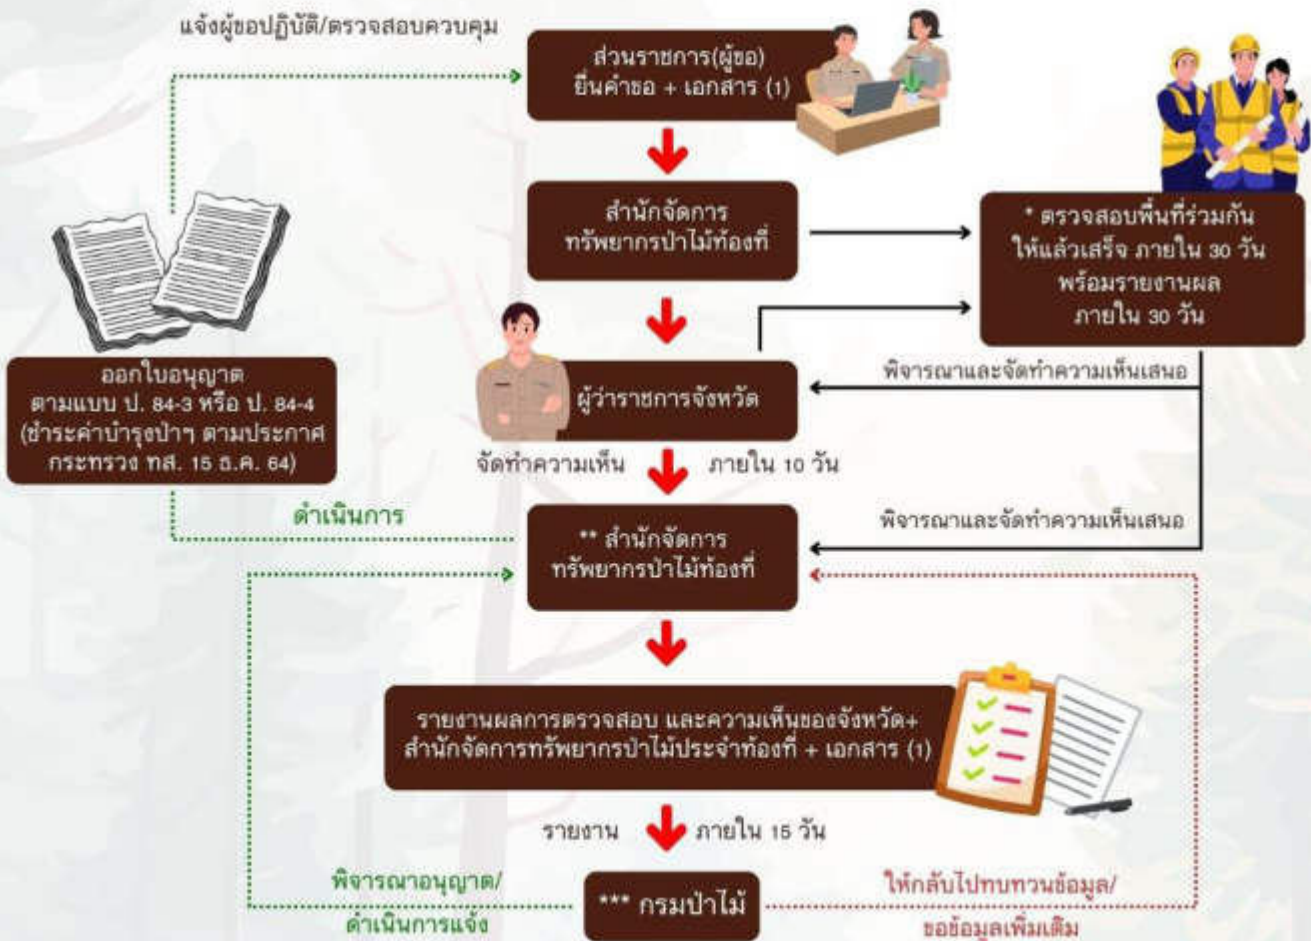 แจ้งผู้ขอปฏิบัติ/ตรวจสอบควบคุม
ส่วนราชการ(ผู้ขอ)
ยื่นคำขอ + เอกสาร (1)
สำนักจัดการ
ทรัพยากรป่าไม้ท้องที่
* ตรวจสอบพื้นที่ร่วมกัน
ให้แล้วเสร็จ ภายใน 30 วัน
พร้อมรายงานผล
ภายใน 30 วัน
ออกใบอนุญาต
ตามแบบ ป. 84-3 หรือ ป. 84-4
(ชำระค่าบำรุงป่าฯ ตามประกาศ
กระทรวง ทส. 15 ธ.ค. 64)
ผู้ว่าราชการจังหวัด
พิจารณาและจัดทำความเห็นเสนอ
จัดทำความเห็น
ภายใน 10 วัน
ดำเนินการ
** สำนักจัดการ
ทรัพยากรป่าไม้ท้องที่
พิจารณาและจัดทำความเห็นเสนอ
รายงานผลการตรวจสอบ และความเห็นของจังหวัด+
สำนักจัดการทรัพยากรป่าไม้ประจำท้องที่ + เอกสาร (1)
รายงาน
ภายใน 15 วัน
พิจารณาอนุญาต/
ดำเนินการแจ้ง
*** กรมป่าไม้
ให้กลับไปทบทวนข้อมูล/
ขอข้อมูลเพิ่มเติม